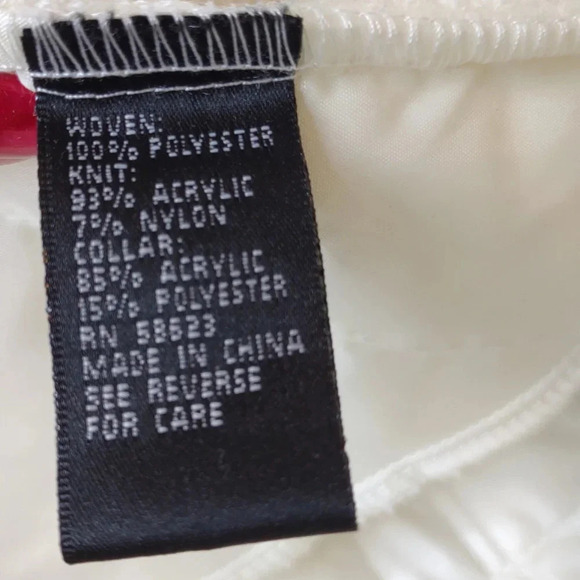 WOVEN:
100% POLYESTER
KNIT:
93% ACRYLIC
7% NYLON
COLLAR:
85% ACRYLIC
15% POLYESTER
RN 58623
MADE IN CHINA
SEE REVERSE
FOR CARE